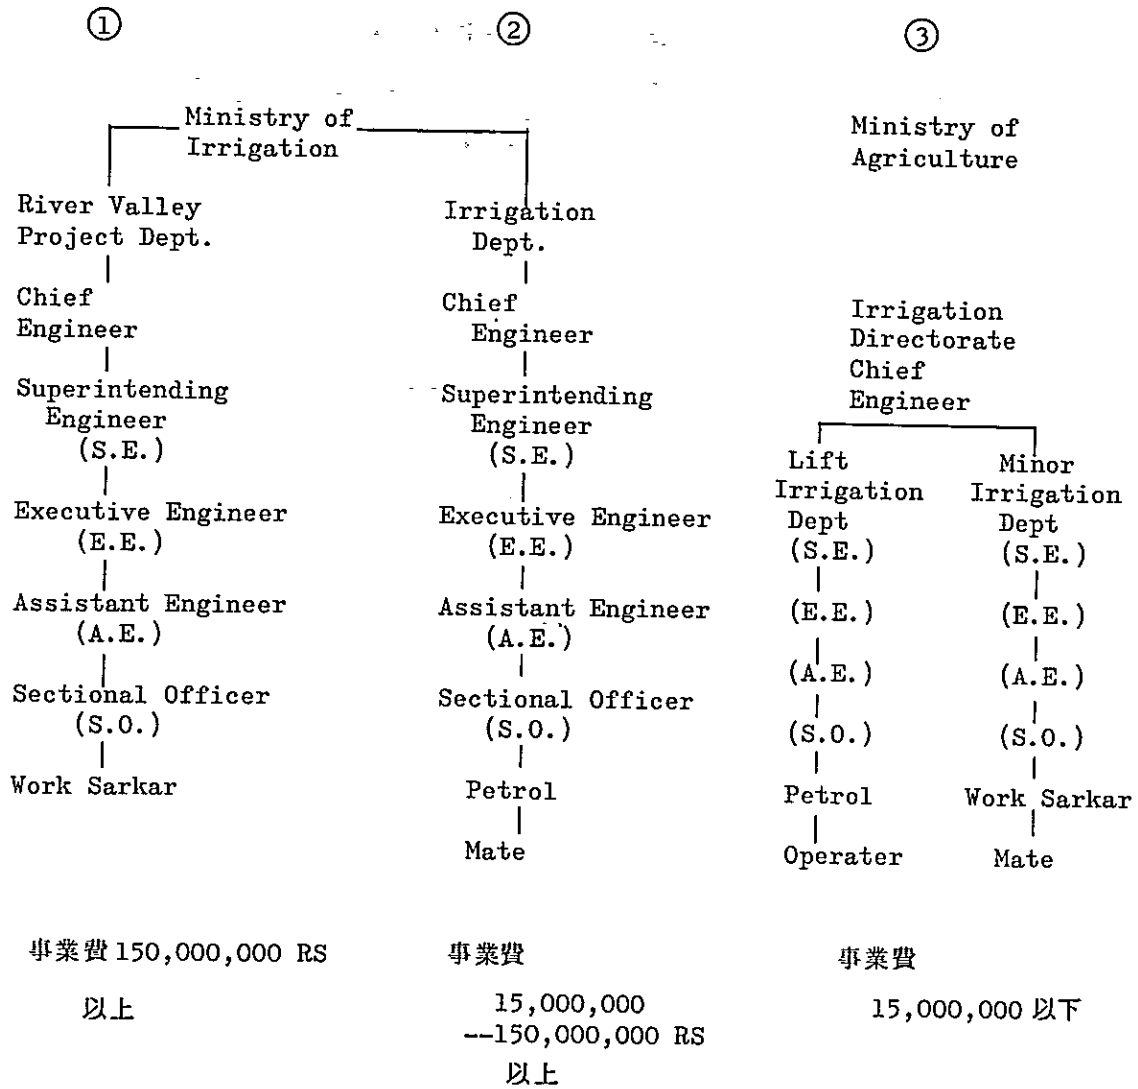 ①
②
③
Ministry of
Irrigation
River Valley
Project Dept.
Chief
Engineer
Superintending
Engineer
(S.E.)
Executive Engineer
(E.E.)
Assistant Engineer
(A.E.)
Sectional Officer
(S.O.)
Work Sarkar
事業費 150,000,000 RS
以上
Irrigation
Dept.
Chief
Engineer
Superintending
Engineer
(S.E.)
Executive Engineer
(E.E.)
Assistant Engineer
(A.E.)
Sectional Officer
(S.O.)
Petrol
Mate
事業費
15,000,000
--150,000,000 RS
以上
Ministry of
Agriculture
Irrigation
Directorate
Chief
Engineer
Lift
Irrigation
Dept
(S.E.)
(E.E.)
(A.E.)
(S.O.)
Petrol
Operater
Minor
Irrigation
Dept
(S.E.)
(E.E.)
(A.E.)
(S.O.)
Work Sarkar
Mate
事業費
15,000,000 以下